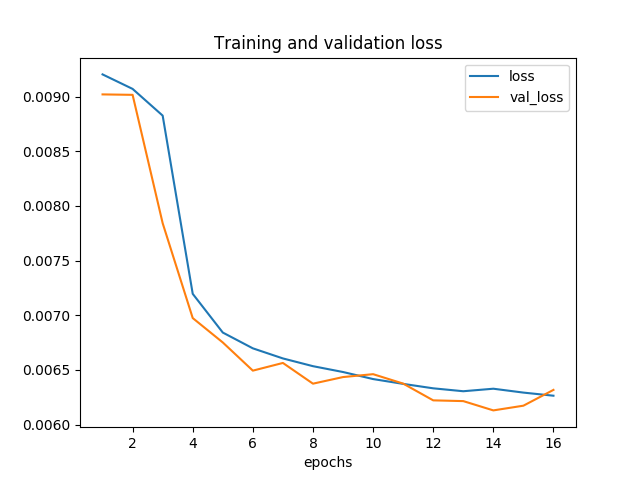 Training and validation loss
loss
val_loss
0.0090
0.0085
0.0080
0.0075
0.0070
0.0065
0.0060
2 4 6 8 10 12 14 16
epochs